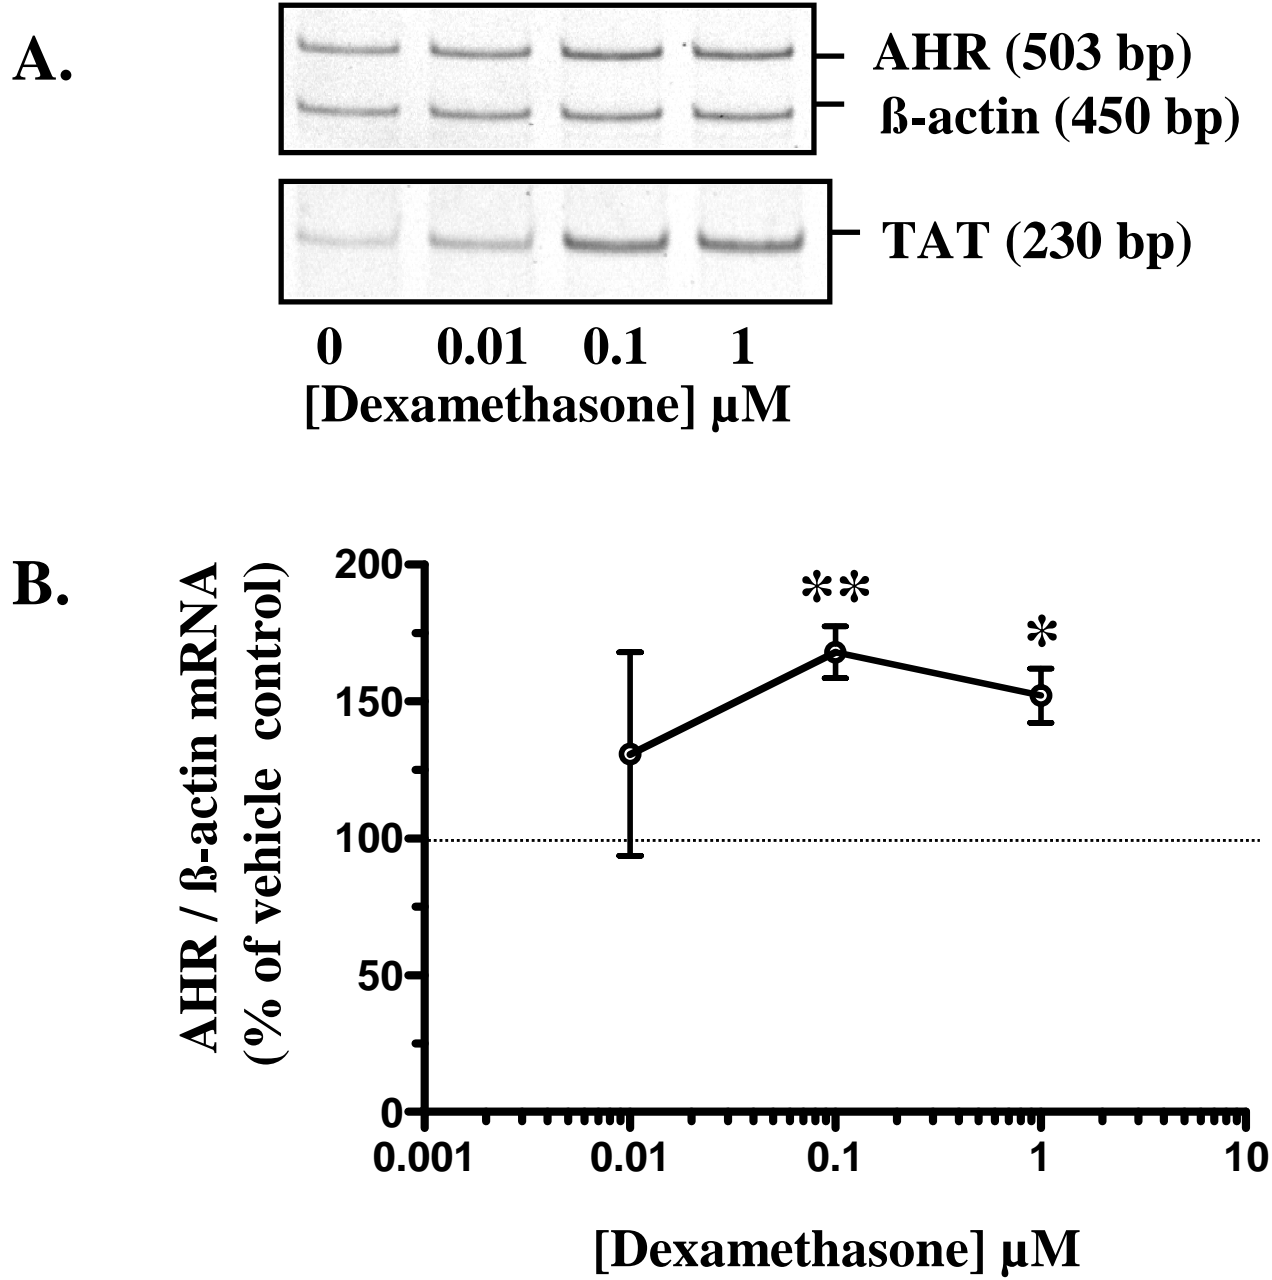 A.
AHR (503 bp)
ß-actin (450 bp)
TAT (230 bp)
0 0.01 0.1 1
[Dexamethasone] µM
B.
AHR / ß-actin mRNA
(% of vehicle control)
200
150
100
50
0
** *
0.001 0.01 0.1 1 10
[Dexamethasone] µM